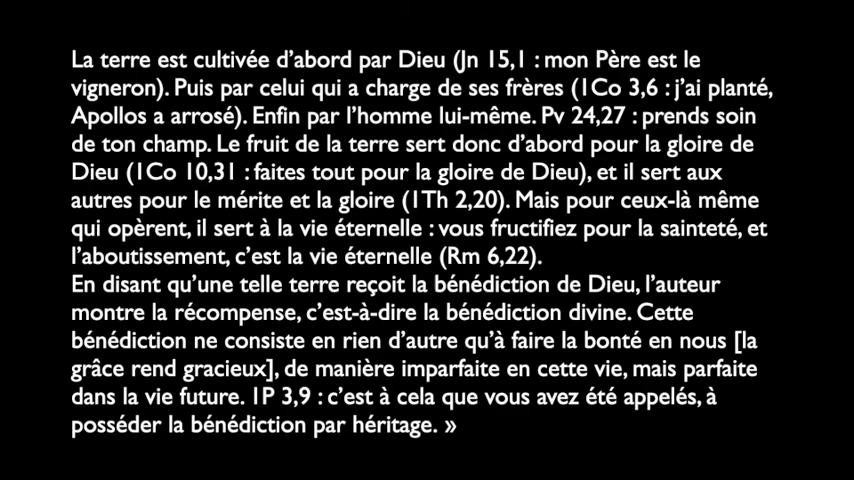 La terre est cultivée d’abord par Dieu (Jn 15,1 : mon Père est le
vigneron). Puis par celui qui a charge de ses frères (1Co 3,6 : j’ai planté,
Apollos a arrosé). Enfin par l’homme lui-même. Pv 24,27 : prends soin
de ton champ. Le fruit de la terre sert donc d’abord pour la gloire de
Dieu (1Co 10,31 : faites tout pour la gloire de Dieu), et il sert aux
autres pour le mérite et la gloire (1Th 2,20). Mais pour ceux-là même
qui opèrent, il sert à la vie éternelle : vous fructifiez pour la sainteté, et
l’aboutissement, c’est la vie éternelle (Rm 6,22).
En disant qu’une telle terre reçoit la bénédiction de Dieu, l’auteur
montre la récompense, c’est-à-dire la bénédiction divine. Cette
bénédiction ne consiste en rien d’autre qu’à faire la bonté en nous [la
grâce rend gracieux], de manière imparfaite en cette vie, mais parfaite
dans la vie future. 1P 3,9 : c’est à cela que vous avez été appelés, à
posséder la bénédiction par héritage. »